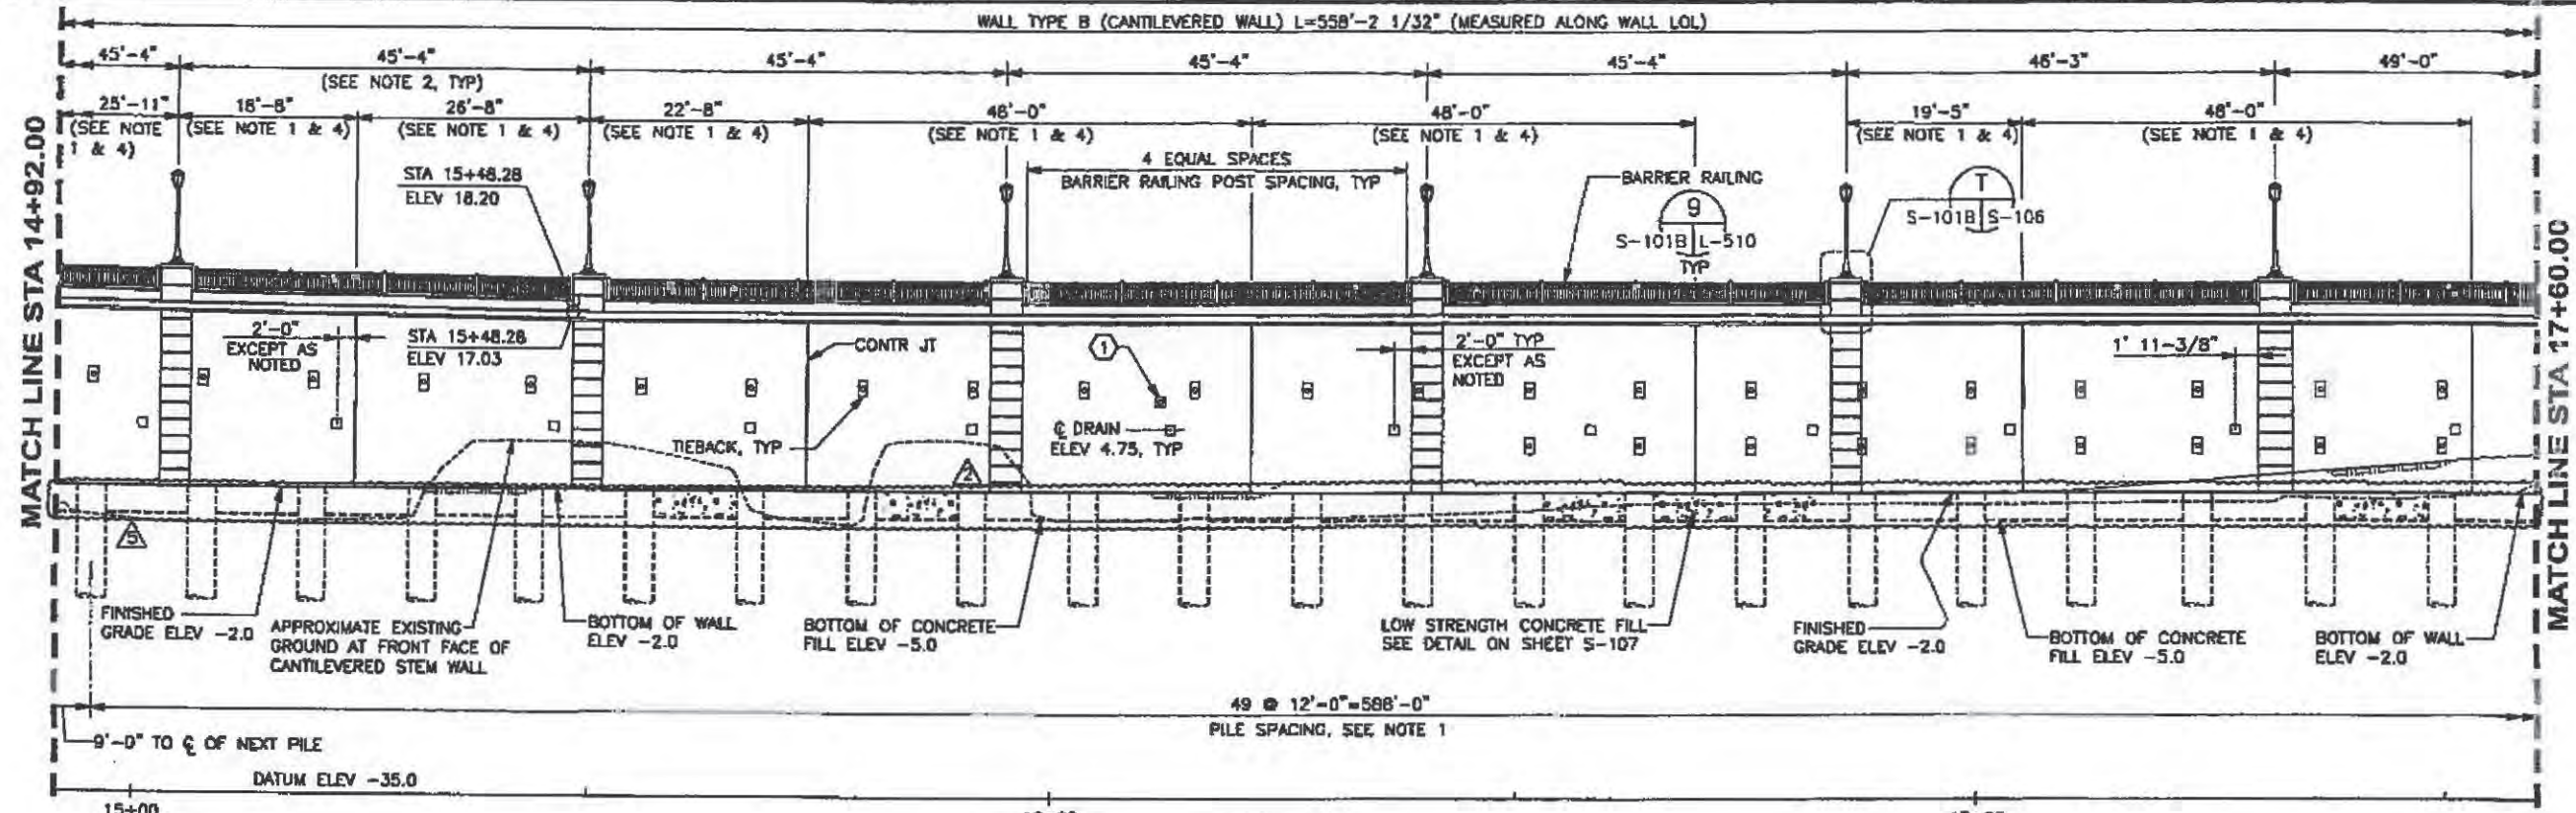 WALL TYPE B (CANTILEVERED WALL) L=558'-2 1/32" (MEASURED ALONG WALL LOL)
45'-4"
45'-4"
(SEE NOTE 2, TYP)
45'-4"
45'-4"
45'-4"
46'-3"
49'-0"
25'-11"
(SEE NOTE
1 & 4)
18'-8"
(SEE NOTE 1 & 4)
26'-8"
(SEE NOTE 1 & 4)
22'-8"
(SEE NOTE 1 & 4)
48'-0"
(SEE NOTE 1 & 4)
48'-0"
(SEE NOTE 1 & 4)
19'-5"
(SEE NOTE 1 & 4)
48'-0"
(SEE NOTE 1 & 4)
MATCH LINE STA 14+92.00
STA 15+48.28
ELEV 18.20
4 EQUAL SPACES
BARRIER RAILING POST SPACING, TYP
BARRIER RAILING
9
S-101B L-510
TYP
T
S-101B S-106
MATCH LINE STA 17+60.00
2'-0"
EXCEPT AS
NOTED
STA 15+48.28
ELEV 17.03
CONTR JT
1
2'-0" TYP
EXCEPT AS
NOTED
1' 11-3/8"
TIEBACK, TYP
℄ DRAIN
ELEV 4.75, TYP
2
5
FINISHED
GRADE ELEV -2.0
APPROXIMATE EXISTING
GROUND AT FRONT FACE OF
CANTILEVERED STEM WALL
BOTTOM OF WALL
ELEV -2.0
BOTTOM OF CONCRETE
FILL ELEV -5.0
LOW STRENGTH CONCRETE FILL
SEE DETAIL ON SHEET S-107
FINISHED
GRADE ELEV -2.0
BOTTOM OF CONCRETE
FILL ELEV -5.0
BOTTOM OF WALL
ELEV -2.0
49 @ 12'-0"=588'-0"
PILE SPACING, SEE NOTE 1
9'-0" TO ℄ OF NEXT PILE
DATUM ELEV -35.0
15+00